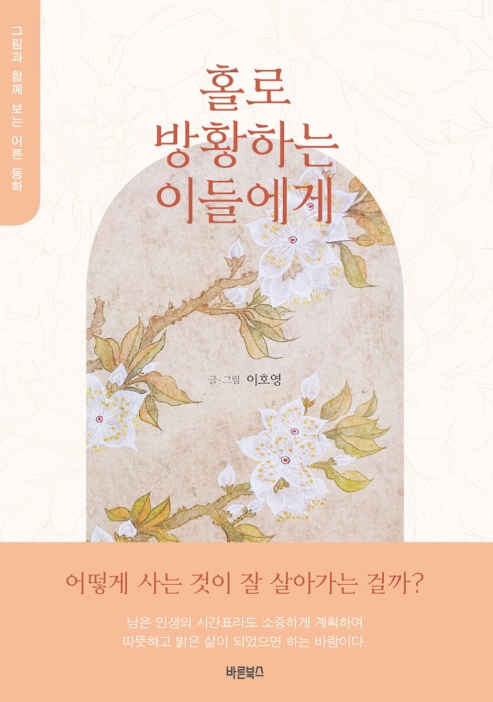 그림과 함께 보는 어른 동화
홀로
방황하는
이들에게
글·그림 이호영
어떻게 사는 것이 잘 살아가는 걸까?
남은 인생의 시간표라도 소중하게 계획하여
따뜻하고 밝은 삶이 되었으면 하는 바람이다.
바른북스